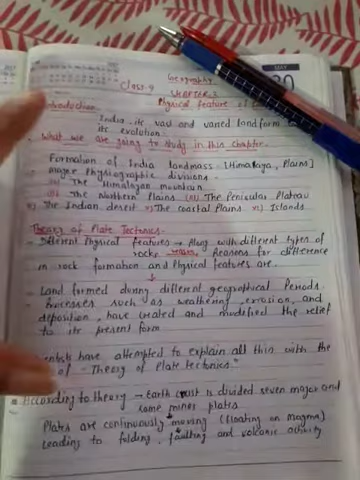 MAY
Geography
Class-9
CHAPTER-2
Physical feature of
Introduction
India - its vast and varied landform
its evolution.
What we are going to study in this chapter.
Formation of India landmass [Himalaya, Plains]
Major Physiographic divisions.
The Himalayan mountain
The Northern Plains iii) The Penicular Plateau
The Indian desert v) The Coastal Plains vi) Islands.
Theory of Plate Tectonics.
- Different Physical features → Along with different types of
rocks. Reasons for difference
in rock formation and Physical features are.
- Land formed during different geographical Periods.
- Processes such as weathering, erosion, and
deposition, have created and modified the relief
to its present form
have attempted to explain all this with the
of - Theory of Plate tectonics"
According to theory → Earth crust is divided seven major and
some minor plates
Plates are continuously moving (floating on magma)
Leading to folding, faulting and volcanic activity